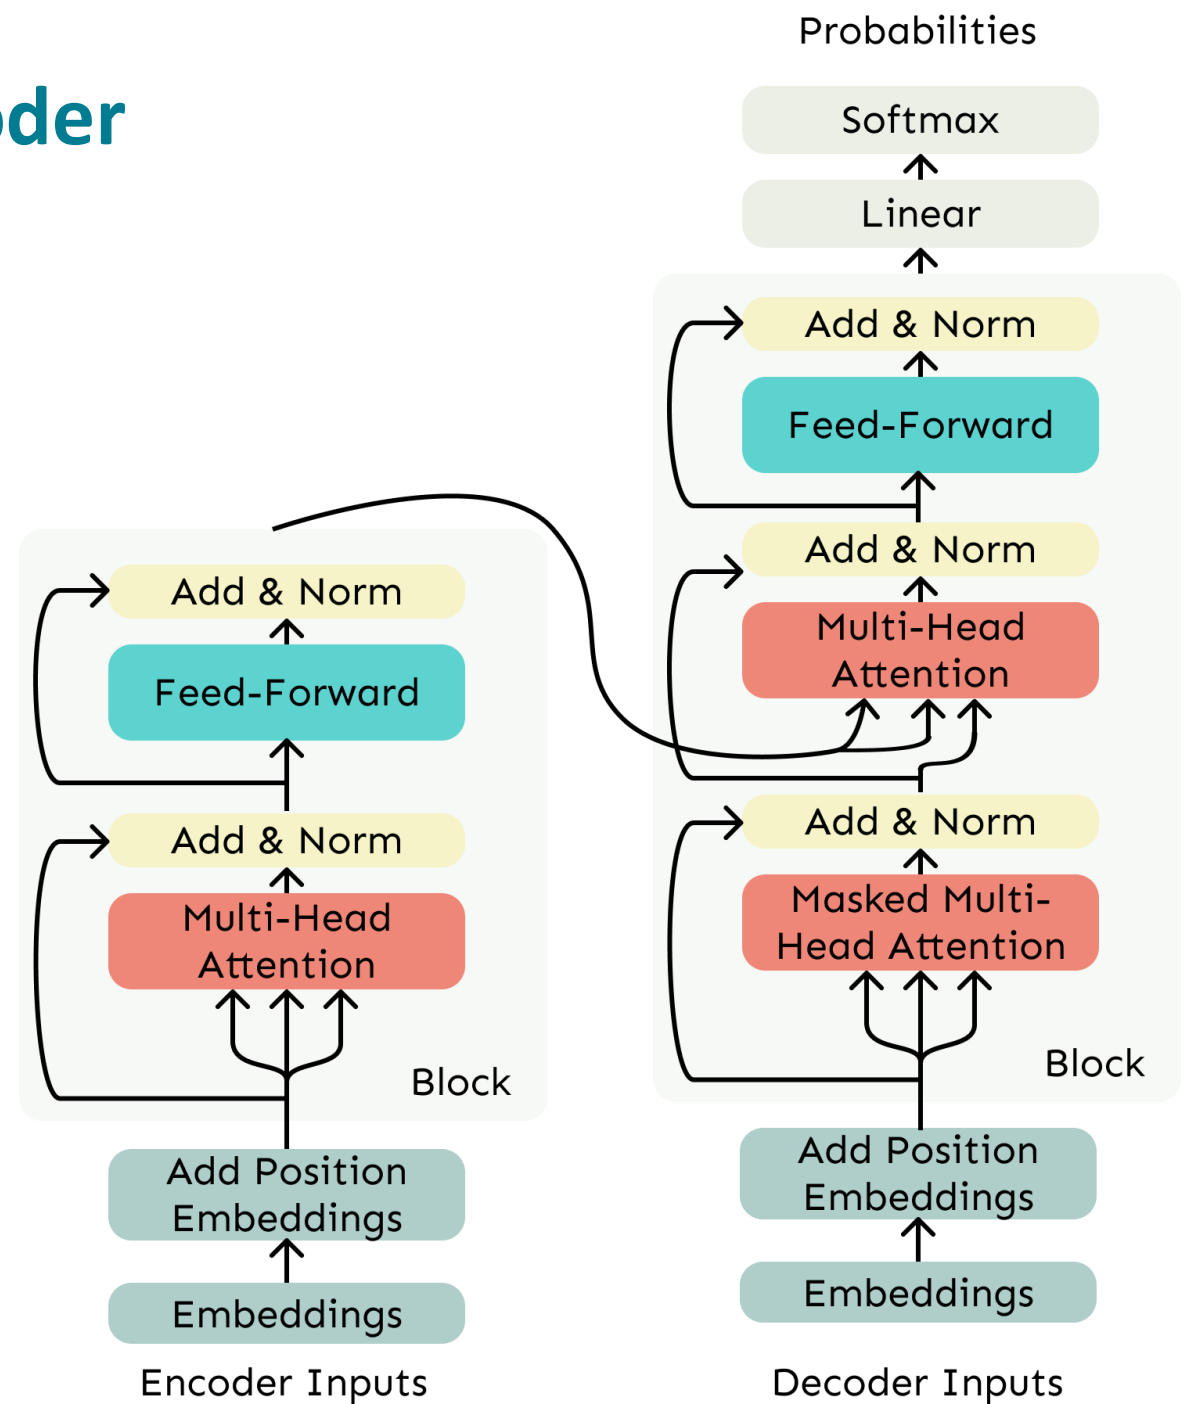 Probabilities
oder
Softmax
Linear
Add & Norm
Feed-Forward
Add & Norm
Multi-Head
Attention
Add & Norm
Masked Multi-
Head Attention
Block
Add Position
Embeddings
Embeddings
Decoder Inputs
Add & Norm
Feed-Forward
Add & Norm
Multi-Head
Attention
Block
Add Position
Embeddings
Embeddings
Encoder Inputs